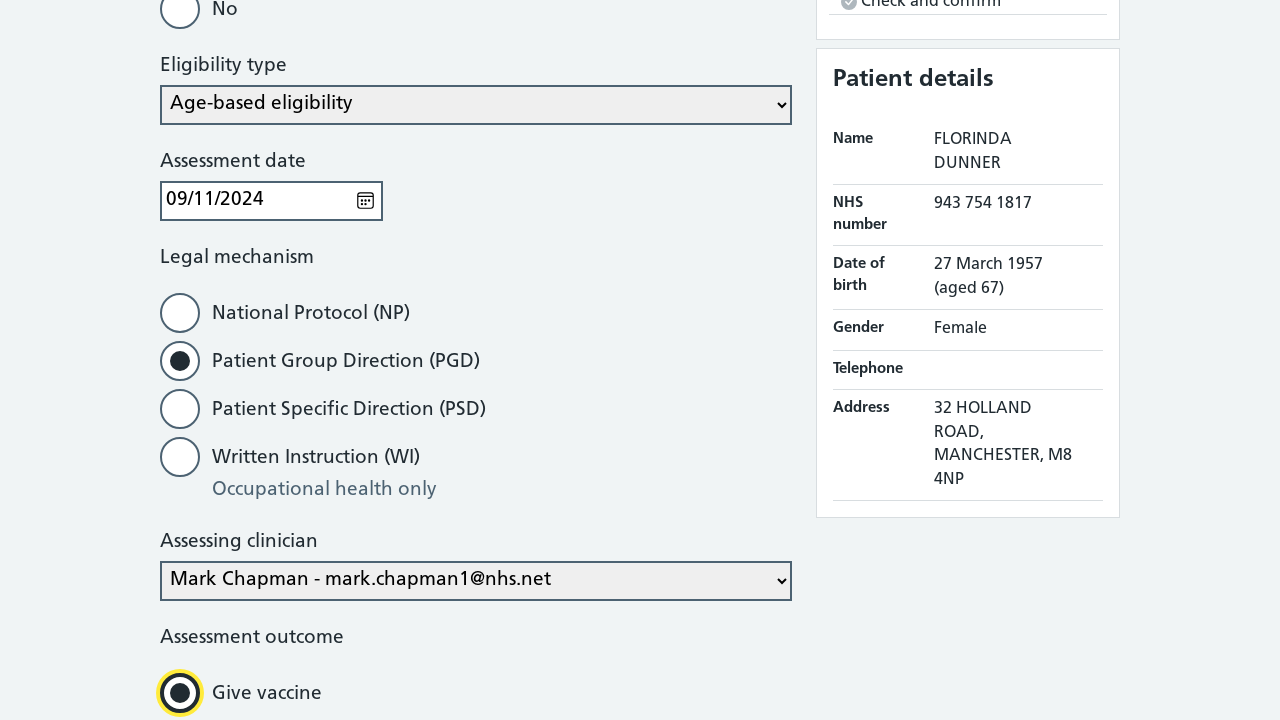 No
Eligibility type
Age-based eligibility
Assessment date
09/11/2024
Legal mechanism
National Protocol (NP)
Patient Group Direction (PGD)
Patient Specific Direction (PSD)
Written Instruction (WI)
Occupational health only
Assessing clinician
Mark Chapman - mark.chapman1@nhs.net
Assessment outcome
Give vaccine
Check and confirm
Patient details
Name FLORINDA
DUNNER
NHS 943 754 1817
number
Date of 27 March 1957
birth (aged 67)
Gender Female
Telephone
Address 32 HOLLAND
ROAD,
MANCHESTER, M8
4NP